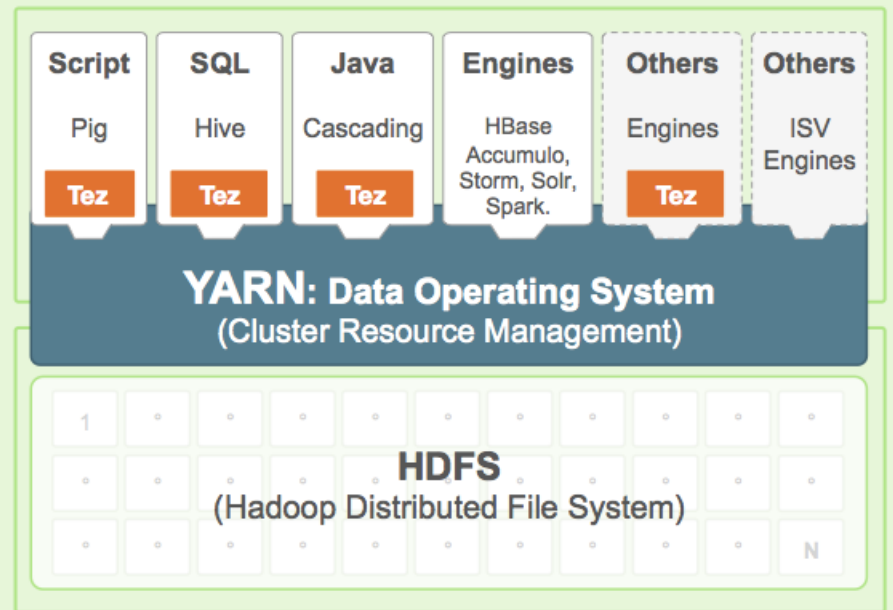 Script
Pig
Tez
SQL
Hive
Tez
Java
Cascading
Tez
Engines
HBase
Accumulo,
Storm, Solr,
Spark.
Others
Engines
Tez
Others
ISV
Engines
YARN: Data Operating System
(Cluster Resource Management)
1
HDFS
(Hadoop Distributed File System)
N